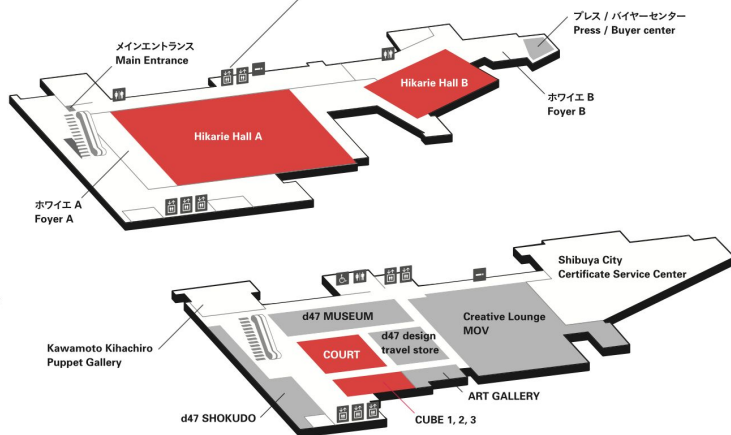 プレス / バイヤーセンター
Press / Buyer center
メインエントランス
Main Entrance
Hikarie Hall B
ホワイエ B
Foyer B
Hikarie Hall A
ホワイエ A
Foyer A
Shibuya City
Certificate Service Center
d47 MUSEUM
Creative Lounge
MOV
d47 design
travel store
Kawamoto Kihachiro
Puppet Gallery
COURT
ART GALLERY
d47 SHOKUDO
CUBE 1, 2, 3